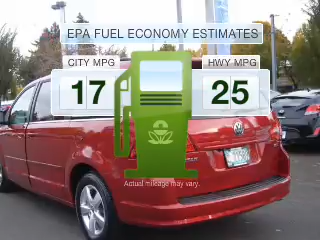 EPA FUEL ECONOMY ESTIMATES
CITY MPG
HWY MPG
17
25
Actual mileage may vary.